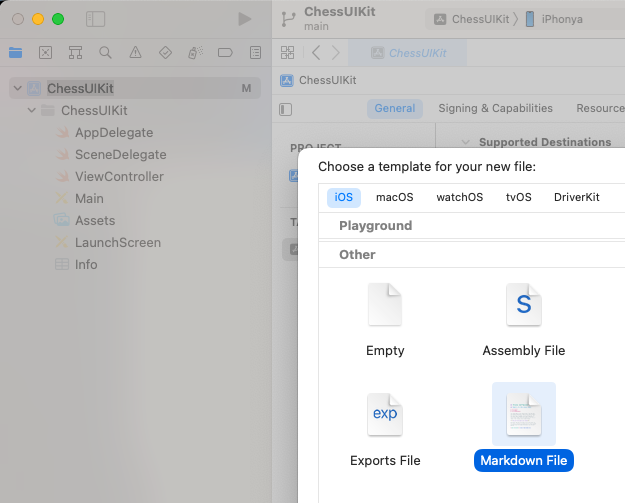 ChessUIKit
main
ChessUIKit
iPhonya
ChessUIKit
ChessUIKit
ChessUIKit M
ChessUIKit
AppDelegate
SceneDelegate
ViewController
Main
Assets
LaunchScreen
Info
General
Signing & Capabilities
Resource
PROJECT
Supported Destinations
TA
Choose a template for your new file:
iOS
macOS
watchOS
tvOS
DriverKit
Playground
Other
Empty
S
Assembly File
exp
Exports File
Markdown File